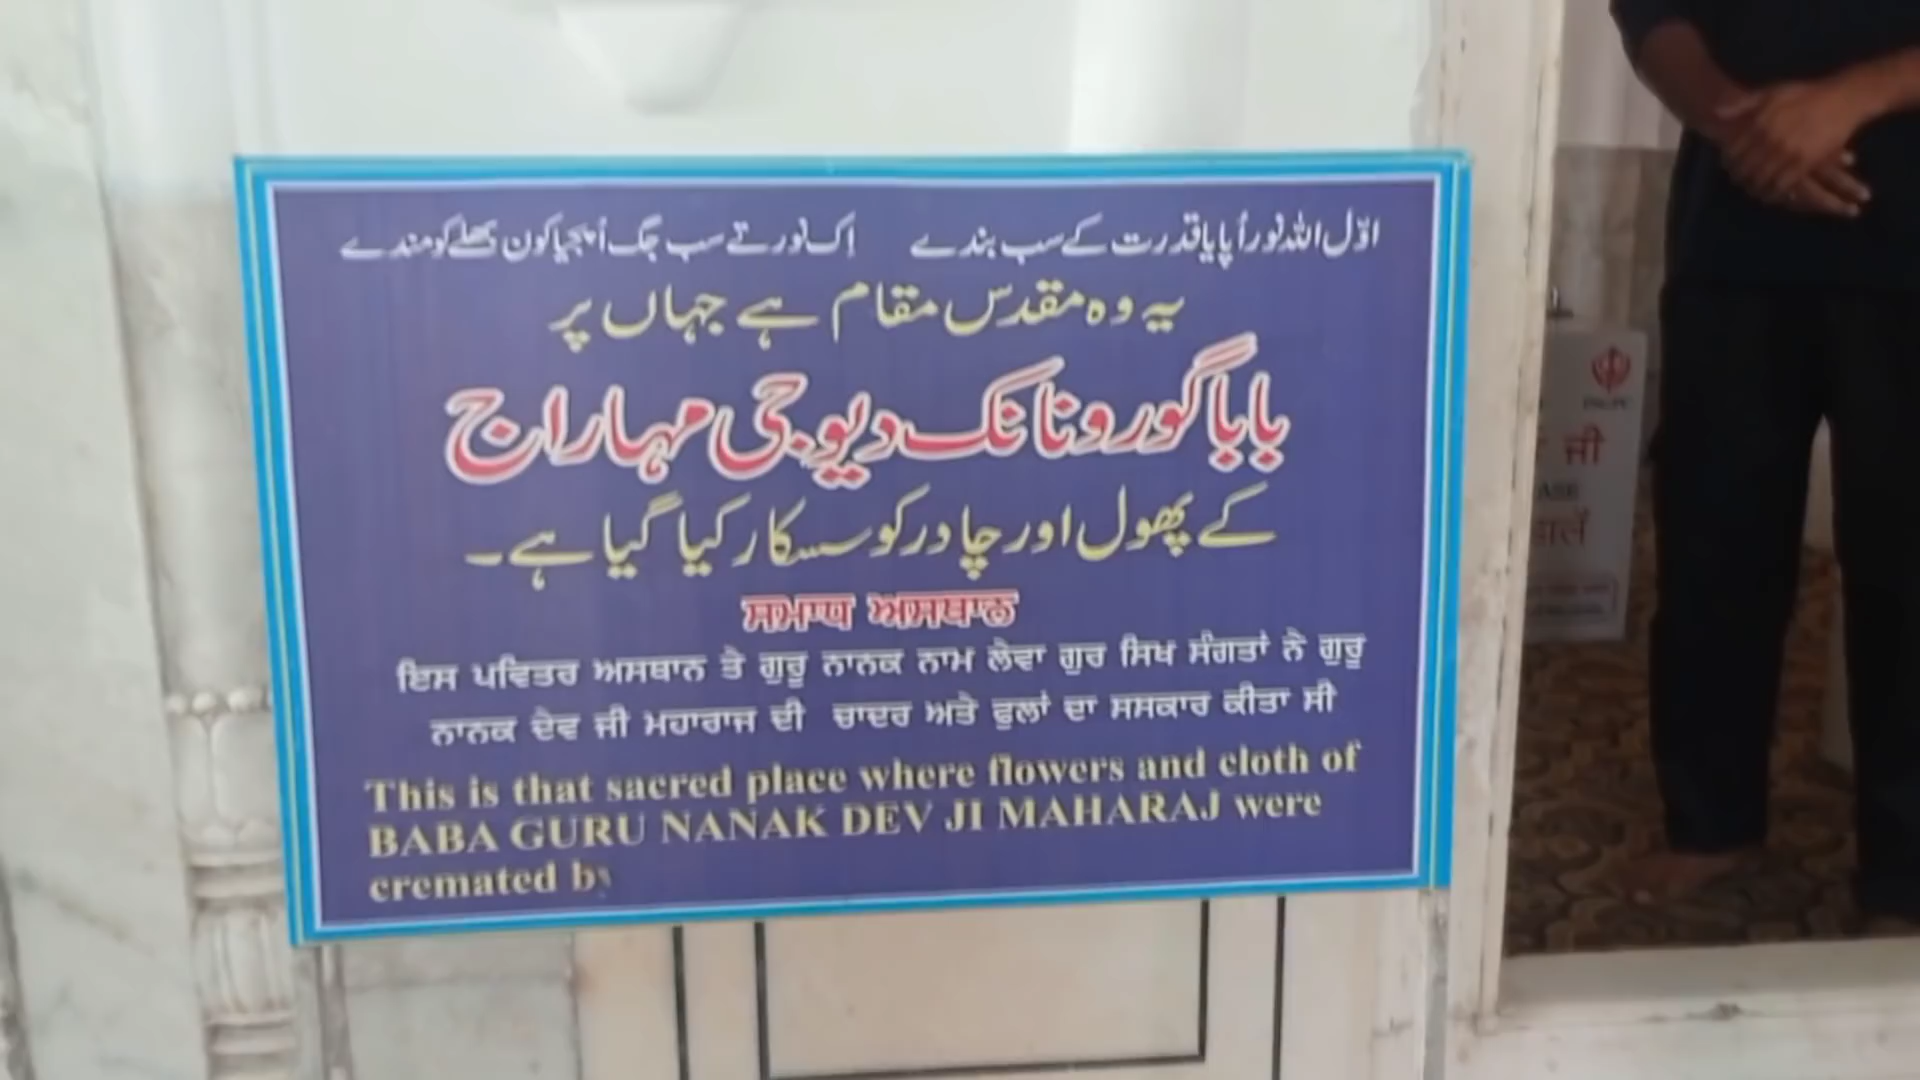 اوّل اللہ نور اُپایا قدرت کے سب بندے اِک نور تے سب جگ اُپجیا کون بھلے کو مندے
یہ وہ مقدس مقام ہے جہاں پر
بابا گورونانک دیوجی مہاراج
کے پھول اور چادر کو سسکار کیا گیا ہے۔
ਸਮਾਧ ਅਸਥਾਨ
ਇਸ ਪਵਿਤਰ ਅਸਥਾਨ ਤੇ ਗੁਰੂ ਨਾਨਕ ਨਾਮ ਲੇਵਾ ਗੁਰ ਸਿਖ ਸੰਗਤਾਂ ਨੇ ਗੁਰੂ
ਨਾਨਕ ਦੇਵ ਜੀ ਮਹਾਰਾਜ ਦੀ ਚਾਦਰ ਅਤੇ ਫੁਲਾਂ ਦਾ ਸਸਕਾਰ ਕੀਤਾ ਸੀ
This is that sacred place where flowers and cloth of
BABA GURU NANAK DEV JI MAHARAJ were
cremated by
ਜੀ